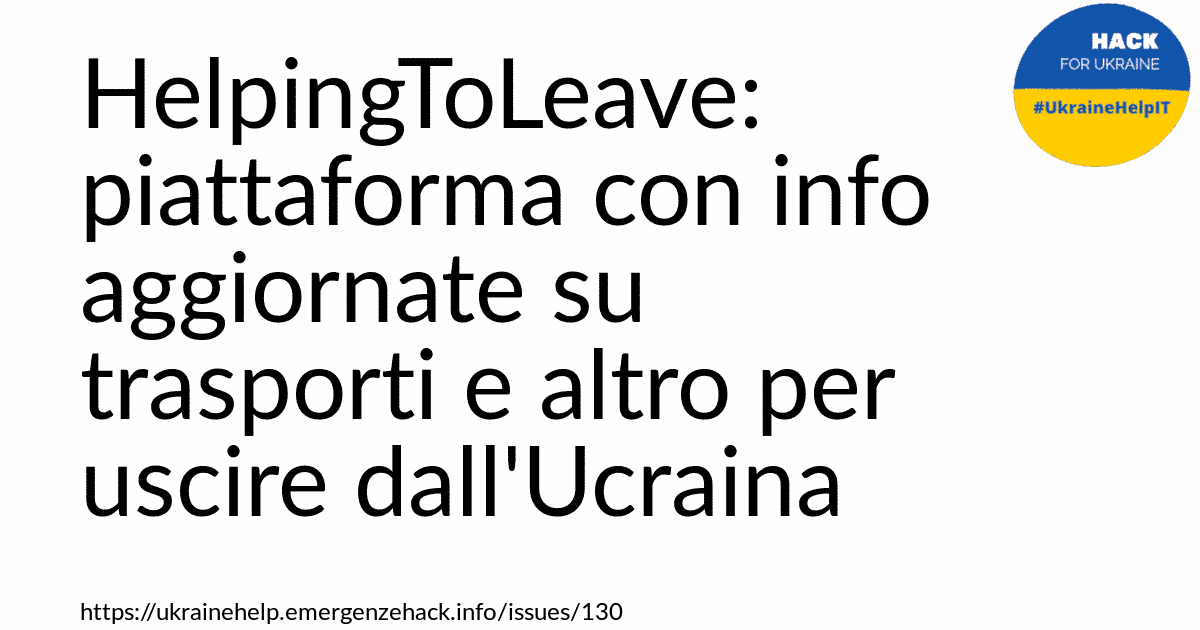 HelpingToLeave:
piattaforma con info
aggiornate su
trasporti e altro per
uscire dall'Ucraina
HACK
FOR UKRAINE
#UkraineHelpIT
https://ukrainehelp.emergenzehack.info/issues/130